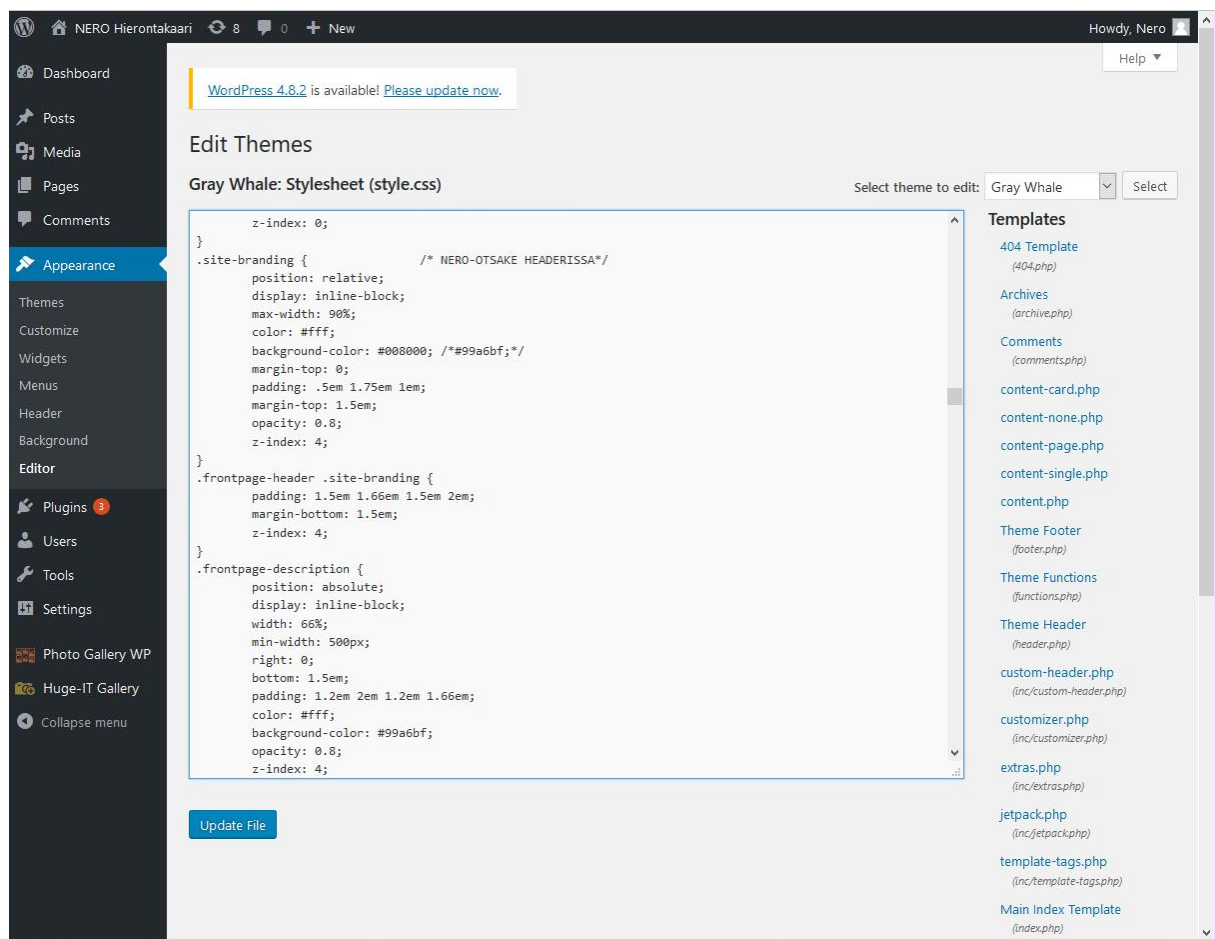 NERO Hierontakaari 8 0 + New Howdy, Nero
Help ▼
Dashboard
Posts
Media
Pages
Comments
Appearance
Themes
Customize
Widgets
Menus
Header
Background
Editor
Plugins 3
Users
Tools
Settings
Photo Gallery WP
Huge-IT Gallery
Collapse menu
WordPress 4.8.2 is available! Please update now.
Edit Themes
Gray Whale: Stylesheet (style.css)
Select theme to edit: Gray Whale Select
z-index: 0;
}
.site-branding { /* NERO-OTSAKE HEADERISSA*/
position: relative;
display: inline-block;
max-width: 90%;
color: #fff;
background-color: #008000; /*#99a6bf;*/
margin-top: 0;
padding: .5em 1.75em 1em;
margin-top: 1.5em;
opacity: 0.8;
z-index: 4;
}
.frontpage-header .site-branding {
padding: 1.5em 1.66em 1.5em 2em;
margin-bottom: 1.5em;
z-index: 4;
}
.frontpage-description {
position: absolute;
display: inline-block;
width: 66%;
min-width: 500px;
right: 0;
bottom: 1.5em;
padding: 1.2em 2em 1.2em 1.66em;
color: #fff;
background-color: #99a6bf;
opacity: 0.8;
z-index: 4;
Update File
Templates
404 Template
(404.php)
Archives
(archive.php)
Comments
(comments.php)
content-card.php
content-none.php
content-page.php
content-single.php
content.php
Theme Footer
(footer.php)
Theme Functions
(functions.php)
Theme Header
(header.php)
custom-header.php
(inc/custom-header.php)
customizer.php
(inc/customizer.php)
extras.php
(inc/extras.php)
jetpack.php
(inc/jetpack.php)
template-tags.php
(inc/template-tags.php)
Main Index Template
(index.php)